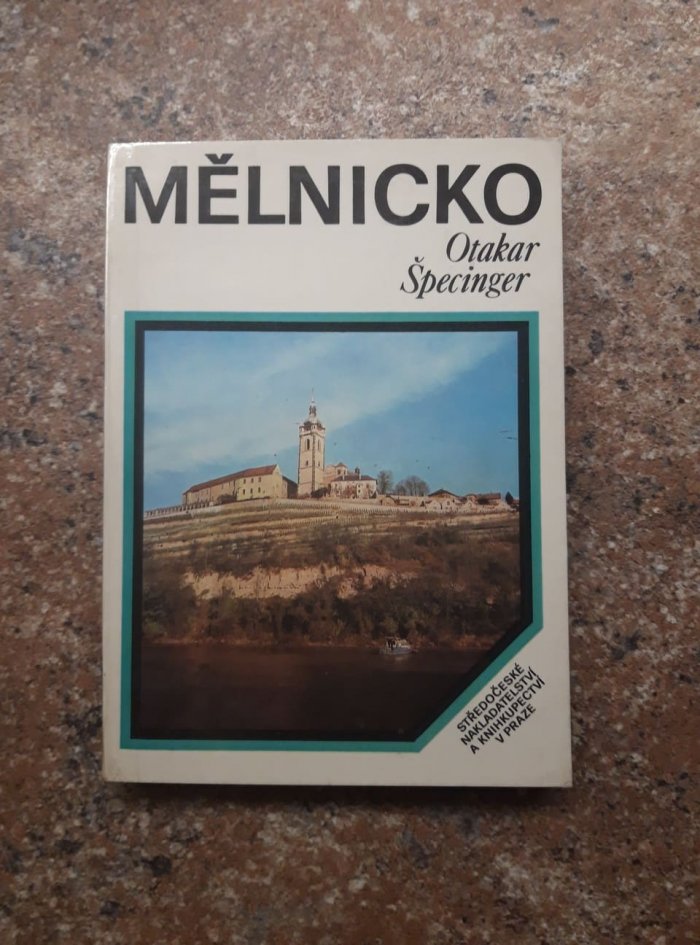 MĚLNICKO
Otakar
Špecinger
STŘEDOČESKÉ
NAKLADATELSTVÍ
A KNIHKUPECTVÍ
V PRAZE